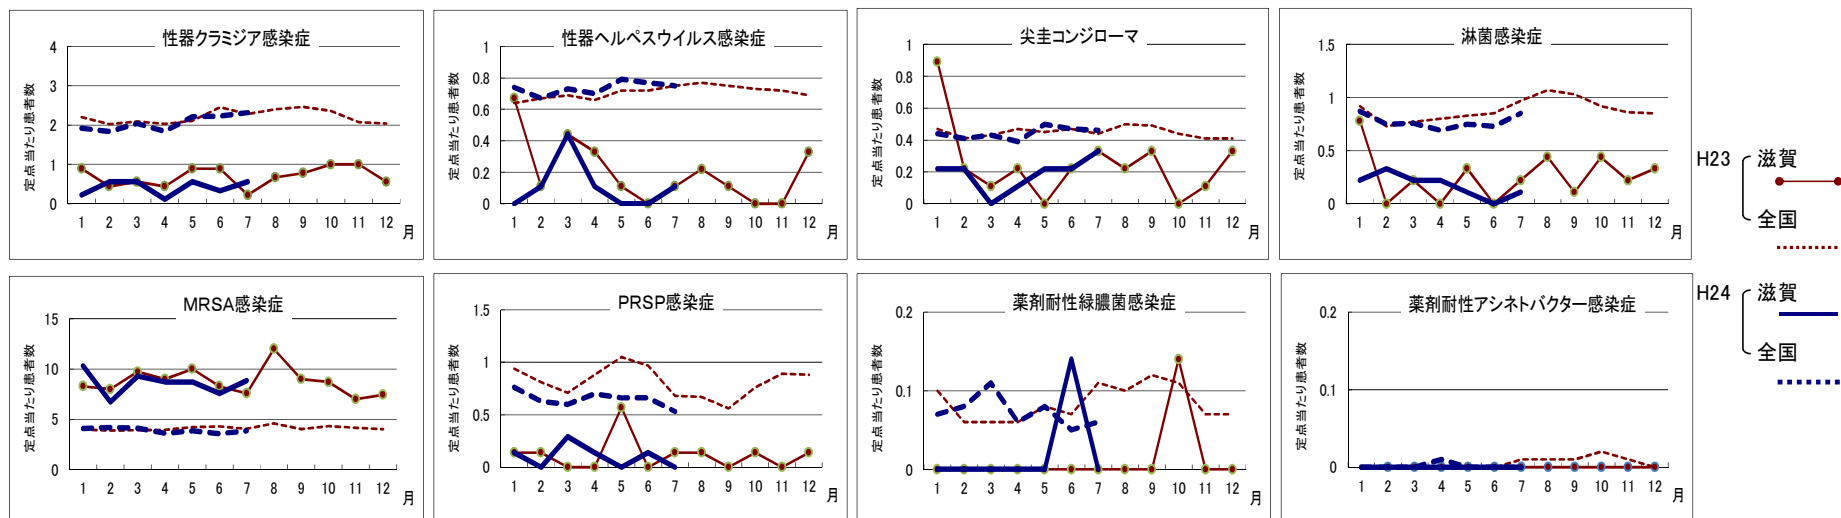 性器クラミジア感染症
定点当たり患者数
4
3
2
1
0
1 2 3 4 5 6 7 8 9 10 11 12 月
性器ヘルペスウイルス感染症
定点当たり患者数
1
0.8
0.6
0.4
0.2
0
1 2 3 4 5 6 7 8 9 10 11 12 月
尖圭コンジローマ
定点当たり患者数
1
0.8
0.6
0.4
0.2
0
1 2 3 4 5 6 7 8 9 10 11 12 月
淋菌感染症
定点当たり患者数
1.5
1
0.5
0
1 2 3 4 5 6 7 8 9 10 11 12 月
MRSA感染症
定点当たり患者数
15
10
5
0
1 2 3 4 5 6 7 8 9 10 11 12 月
PRSP感染症
定点当たり患者数
1.5
1
0.5
0
1 2 3 4 5 6 7 8 9 10 11 12 月
薬剤耐性緑膿菌感染症
定点当たり患者数
0.2
0.1
0
1 2 3 4 5 6 7 8 9 10 11 12 月
薬剤耐性アシネトバクター感染症
定点当たり患者数
0.2
0.1
0
1 2 3 4 5 6 7 8 9 10 11 12 月
H23 滋賀
全国
H24 滋賀
全国